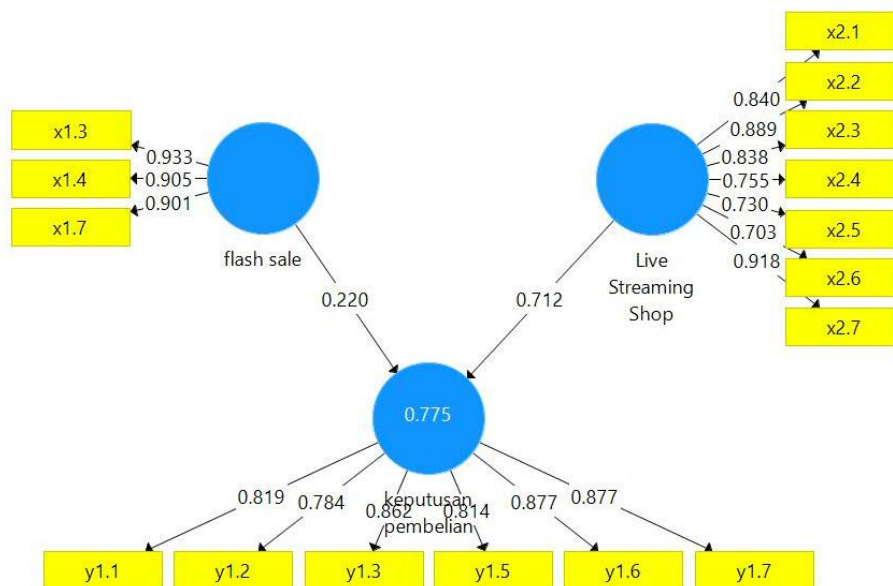 x2.1
x2.2
x2.3
x2.4
x2.5
x2.6
x2.7
0.840
0.889
0.838
0.755
0.730
0.703
0.918
x1.3
x1.4
x1.7
0.933
0.905
0.901
flash sale
Live
Streaming
Shop
0.220
0.712
0.775
keputusan
pembelian
0.819
0.784
0.862
0.814
0.877
0.877
y1.1
y1.2
y1.3
y1.5
y1.6
y1.7